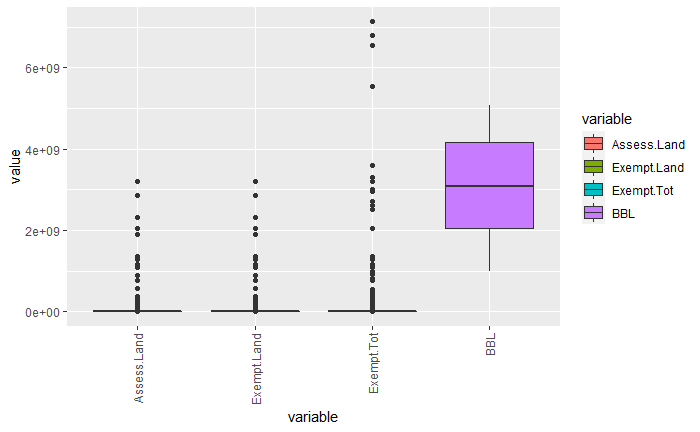 6e+09
4e+09
2e+09
0e+00
value
Assess.Land
Exempt.Land
Exempt.Tot
BBL
variable
variable
Assess.Land
Exempt.Land
Exempt.Tot
BBL